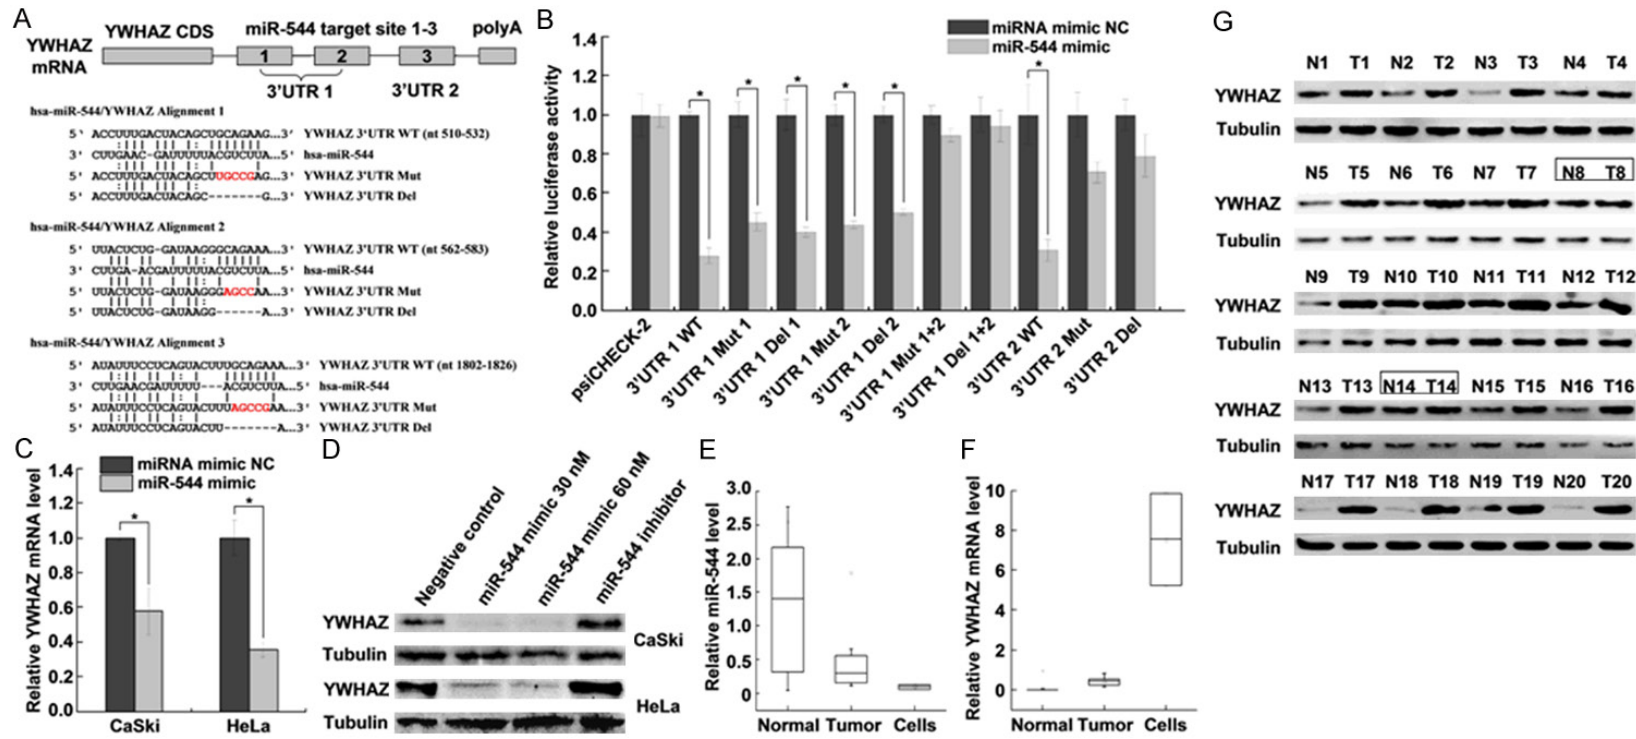 A
YWHAZ CDS miR-544 target site 1-3 polyA
YWHAZ
mRNA
1 2 3
3'UTR 1 3'UTR 2
hsa-miR-544/YWHAZ Alignment 1
5' ACCUUUGACUACAGCUGCAGAAG...3' YWHAZ 3'UTR WT (nt 510-532)
3' CUUGAAC-GAUUUUUACGUCUUA...5' hsa-miR-544
5' ACCUUUGACUACAGCUUGCCGAG...3' YWHAZ 3'UTR Mut
5' ACCUUUGACUACAGC-------G...3' YWHAZ 3'UTR Del
hsa-miR-544/YWHAZ Alignment 2
5' UUACUCUG-GAUAAGGGCAGAAA...3' YWHAZ 3'UTR WT (nt 562-583)
3' CUUGA-ACGAUUUUUACGUCUUA...5' hsa-miR-544
5' UUACUCUG-GAUAAGGGAGCCAA...3' YWHAZ 3'UTR Mut
5' UUACUCUG-GAUAAGG------A...3' YWHAZ 3'UTR Del
hsa-miR-544/YWHAZ Alignment 3
5' AUAUUUCCUCAGUACUUUGCAGAAA...3' YWHAZ 3'UTR WT (nt 1802-1826)
3' CUUGAACGAUUUUU---ACGUCUUA...5' hsa-miR-544
5' AUAUUUCCUCAGUACUUUAGCCGAA...3' YWHAZ 3'UTR Mut
5' AUAUUUCCUCAGUACUU-------A...3' YWHAZ 3'UTR Del
B
miRNA mimic NC
miR-544 mimic
Relative luciferase activity
1.4
1.2
1.0
0.8
0.6
0.4
0.2
0.0
* * * * * *
psiCHECK-2
3'UTR 1 WT
3'UTR 1 Mut 1
3'UTR 1 Del 1
3'UTR 1 Mut 2
3'UTR 1 Del 2
3'UTR 1 Mut 1+2
3'UTR 1 Del 1+2
3'UTR 2 WT
3'UTR 2 Mut
3'UTR 2 Del
C
miRNA mimic NC
miR-544 mimic
Relative YWHAZ mRNA level
1.4
1.2
1.0
0.8
0.6
0.4
0.2
0.0
* *
CaSki HeLa
D
Negative control
miR-544 mimic 30 nM
miR-544 mimic 60 nM
miR-544 inhibitor
YWHAZ
Tubulin
CaSki
YWHAZ
Tubulin
HeLa
E
Relative miR-544 level
3.0
2.5
2.0
1.5
1.0
0.5
0
Normal Tumor Cells
F
Relative YWHAZ mRNA level
10
8
6
4
2
0
Normal Tumor Cells
G
N1 T1 N2 T2 N3 T3 N4 T4
YWHAZ
Tubulin
N5 T5 N6 T6 N7 T7 N8 T8
YWHAZ
Tubulin
N9 T9 N10 T10 N11 T11 N12 T12
YWHAZ
Tubulin
N13 T13 N14 T14 N15 T15 N16 T16
YWHAZ
Tubulin
N17 T17 N18 T18 N19 T19 N20 T20
YWHAZ
Tubulin